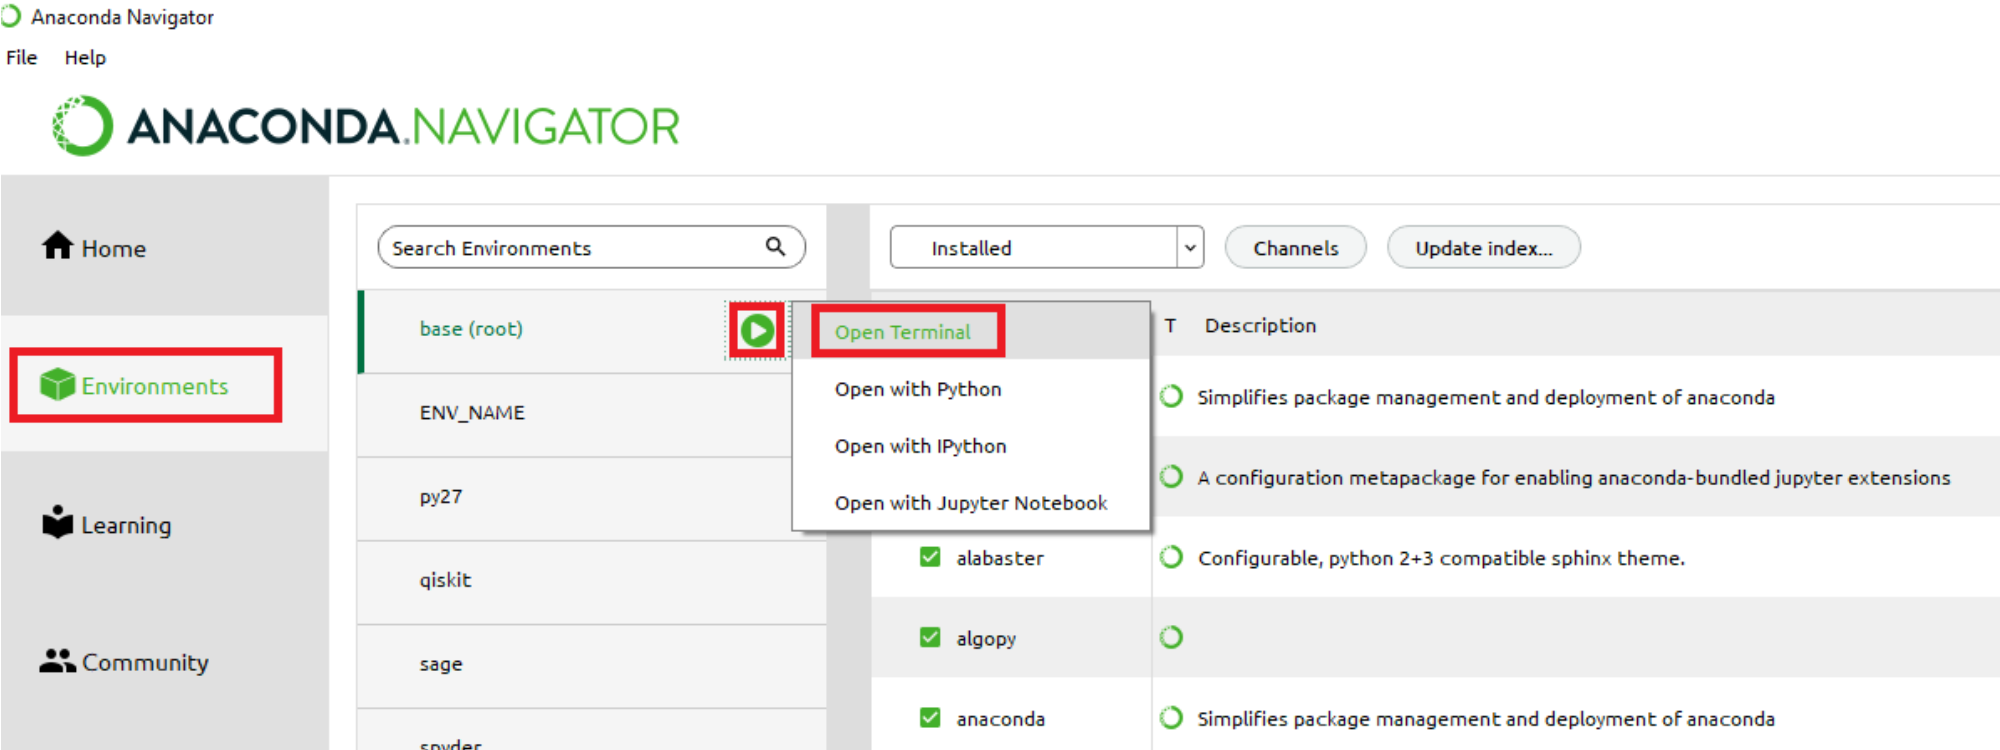 Anaconda Navigator
File Help
ANACONDA.NAVIGATOR
Home
Environments
Learning
Community
Search Environments
base (root)
ENV_NAME
py27
qiskit
sage
spyder
Installed
Channels
Update index...
Open Terminal
Open with Python
Open with IPython
Open with Jupyter Notebook
T Description
Simplifies package management and deployment of anaconda
A configuration metapackage for enabling anaconda-bundled jupyter extensions
alabaster Configurable, python 2+3 compatible sphinx theme.
algopy
anaconda Simplifies package management and deployment of anaconda